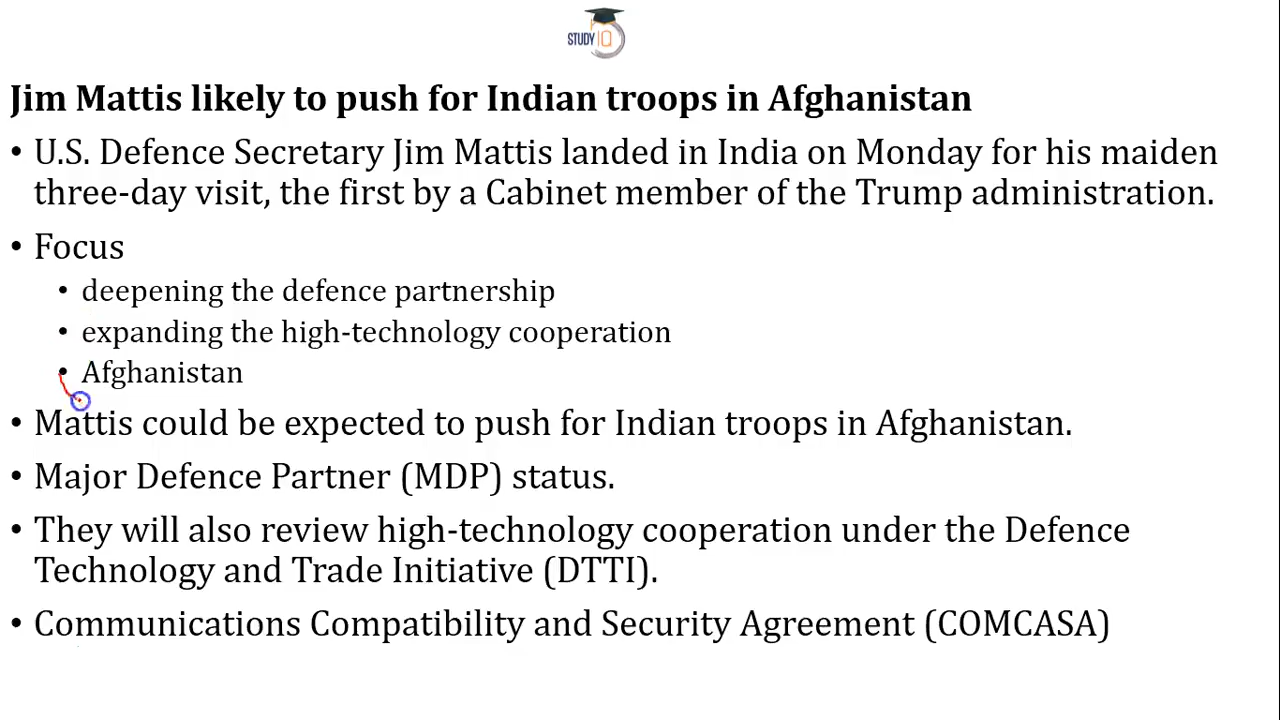 STUDY IQ
Jim Mattis likely to push for Indian troops in Afghanistan
• U.S. Defence Secretary Jim Mattis landed in India on Monday for his maiden
three-day visit, the first by a Cabinet member of the Trump administration.
• Focus
• deepening the defence partnership
• expanding the high-technology cooperation
• Afghanistan
• Mattis could be expected to push for Indian troops in Afghanistan.
• Major Defence Partner (MDP) status.
• They will also review high-technology cooperation under the Defence
Technology and Trade Initiative (DTTI).
• Communications Compatibility and Security Agreement (COMCASA)